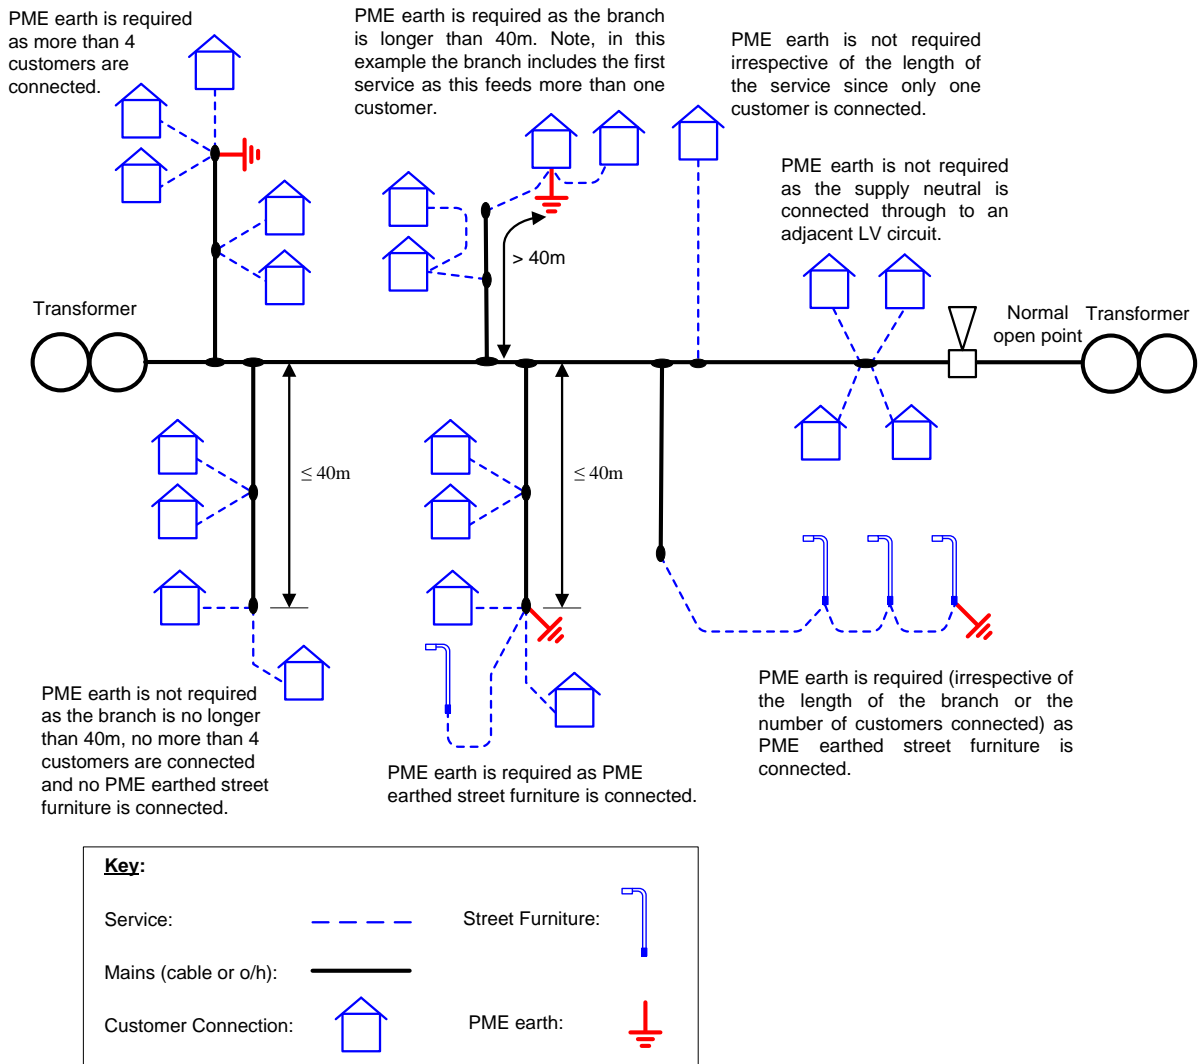 PME earth is required
as more than 4
customers are
connected.
PME earth is required as the branch
is longer than 40m. Note, in this
example the branch includes the first
service as this feeds more than one
customer.
PME earth is not required
irrespective of the length of
the service since only one
customer is connected.
PME earth is not required
as the supply neutral is
connected through to an
adjacent LV circuit.
> 40m
Transformer
Normal
open point
Transformer
≤ 40m
≤ 40m
PME earth is not required
as the branch is no longer
than 40m, no more than 4
customers are connected
and no PME earthed street
furniture is connected.
PME earth is required as PME
earthed street furniture is connected.
PME earth is required (irrespective of
the length of the branch or the
number of customers connected) as
PME earthed street furniture is
connected.
Key:
Service:
Street Furniture:
Mains (cable or o/h):
Customer Connection:
PME earth: